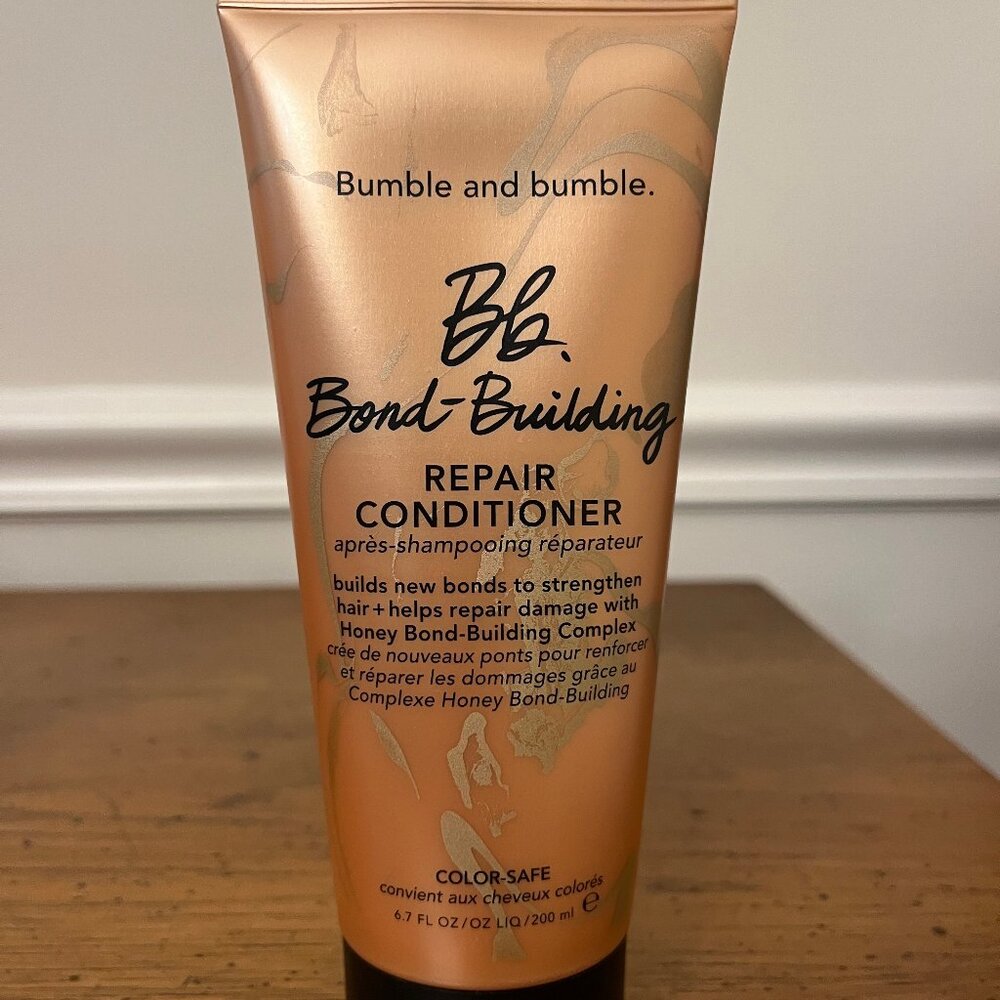 Bumble and bumble.
Bb.
Bond-Building
REPAIR
CONDITIONER
après-shampooing réparateur
builds new bonds to strengthen
hair + helps repair damage with
Honey Bond-Building Complex
crée de nouveaux ponts pour renforcer
et réparer les dommages grâce au
Complexe Honey Bond-Building
COLOR-SAFE
convient aux cheveux colorés
6.7 FL OZ/OZ LIQ/200 ml ℮